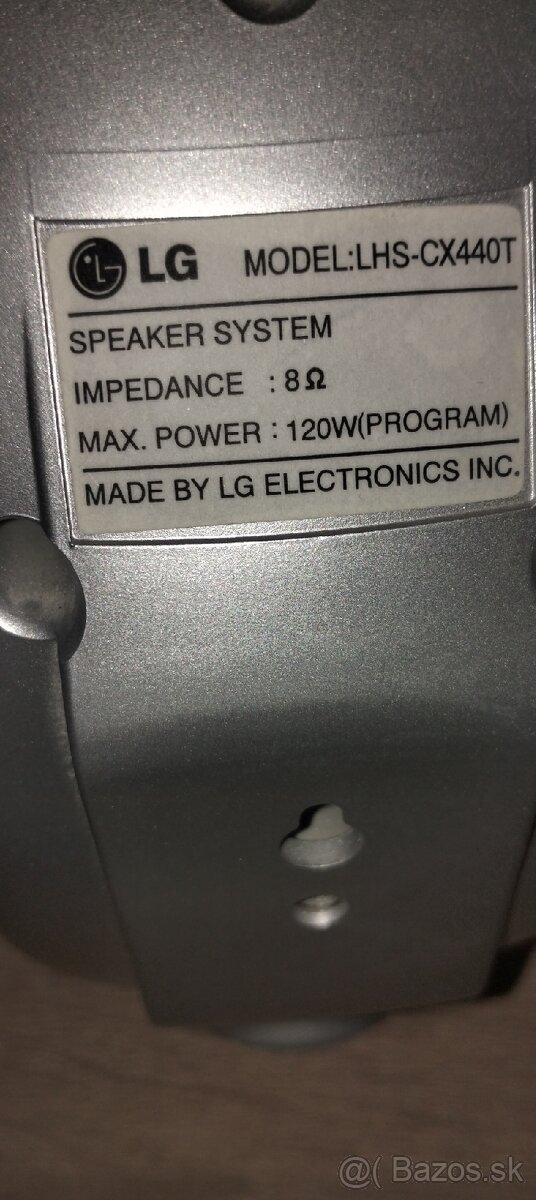 LG MODEL:LHS-CX440T
SPEAKER SYSTEM
IMPEDANCE : 8Ω
MAX. POWER : 120W(PROGRAM)
MADE BY LG ELECTRONICS INC.
@( Bazos.sk